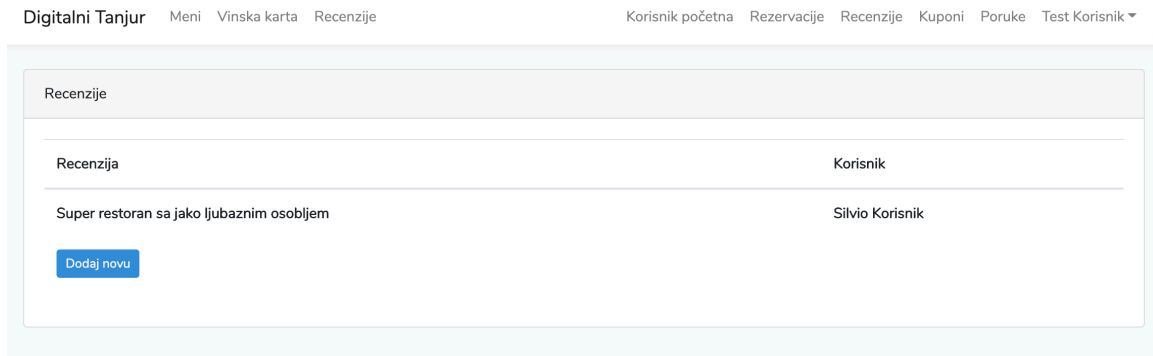 Digitalni Tanjur Meni Vinska karta Recenzije Korisnik početna Rezervacije Recenzije Kuponi Poruke Test Korisnik
Recenzije
Recenzija Korisnik
Super restoran sa jako ljubaznim osobljem Silvio Korisnik
Dodaj novu